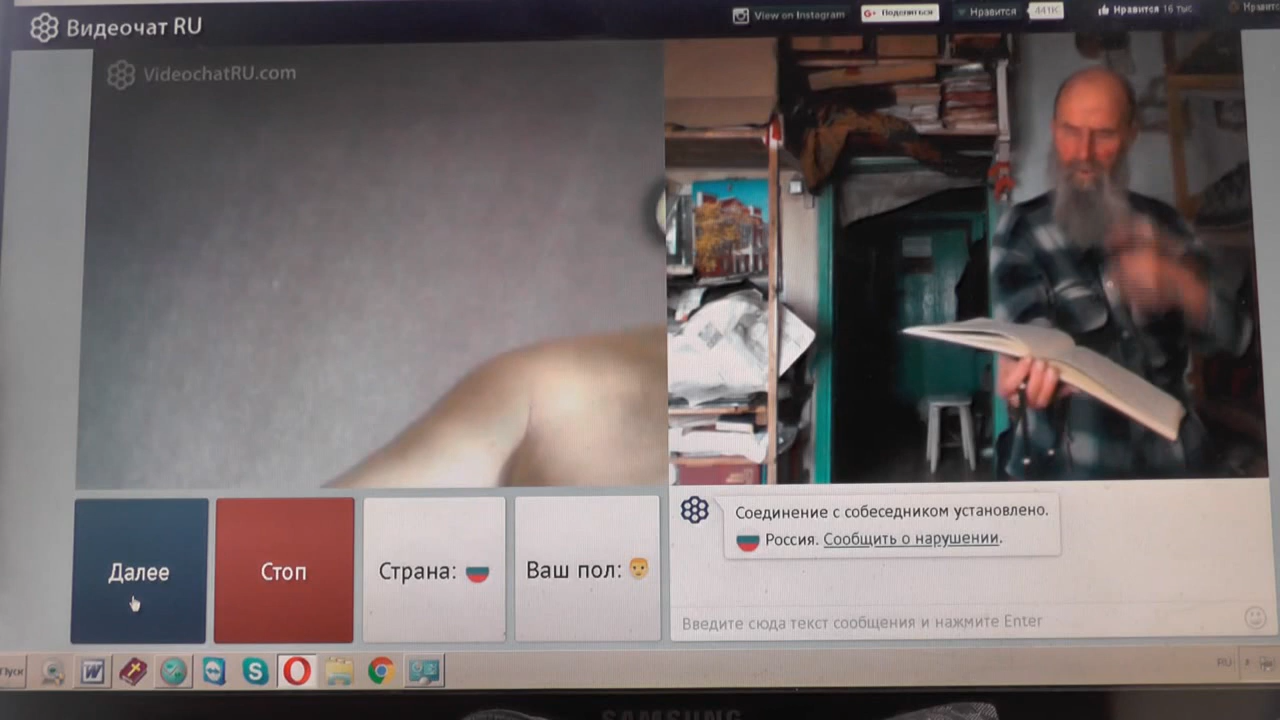 Видеочат RU
View on Instagram
Поделиться
Нравится
441K
Нравится 16 тыс.
VideochatRU.com
Соединение с собеседником установлено.
Россия. Сообщить о нарушении.
Далее
Стоп
Страна:
Ваш пол:
Введите сюда текст сообщения и нажмите Enter
RU
SAMSUNG